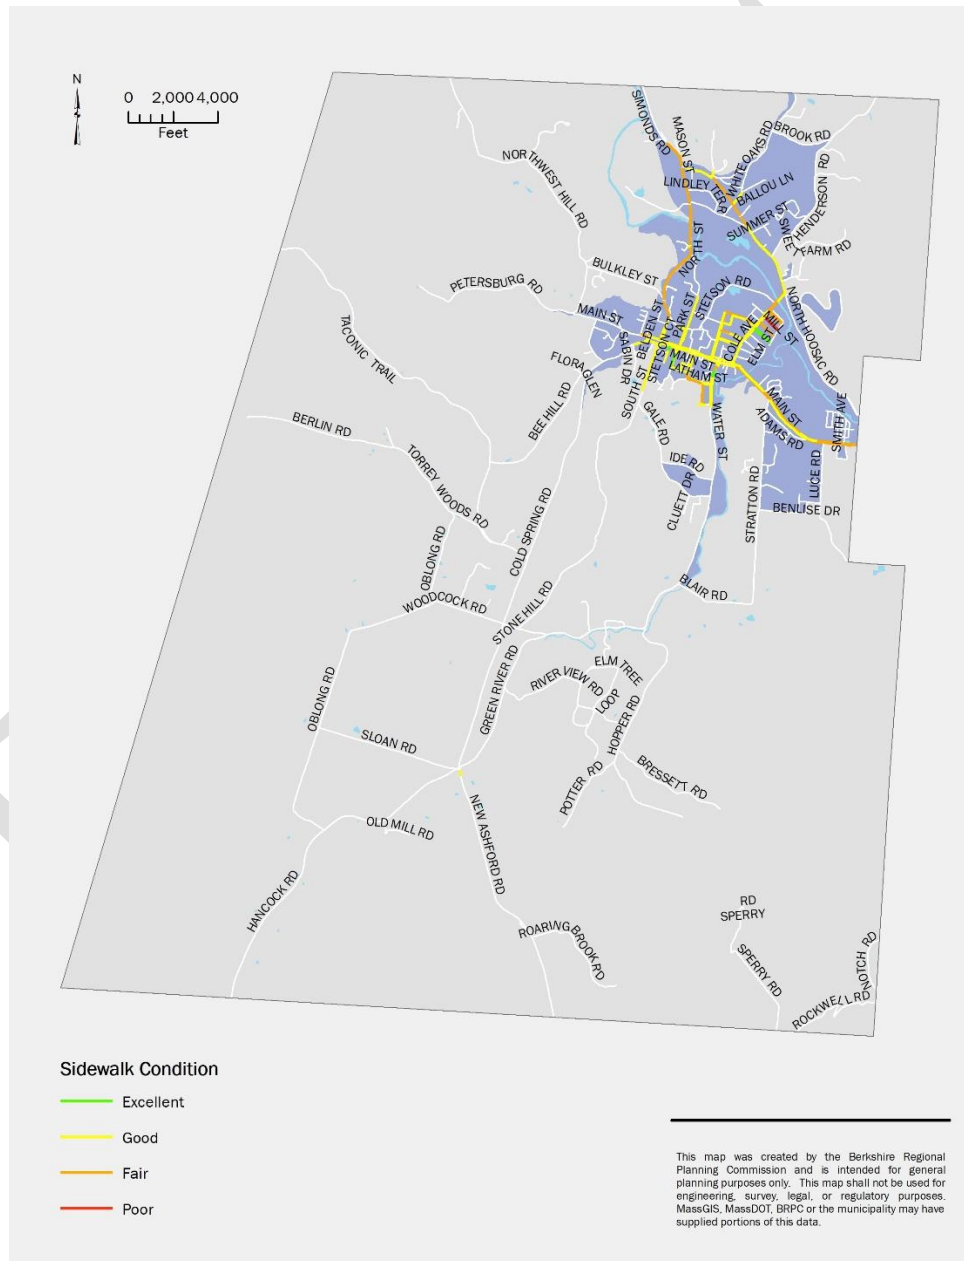 N
0 2,000 4,000
Feet
SIMONDS RD
MASON ST
WHITE OAKS RD
BROOK RD
NORTHWEST HILL RD
LINDLEY TERR
BALLOU LN
HENDERSON RD
SUMMER ST
SWEET FARM RD
NORTH ST
BULKLEY ST
PETERSBURG RD
STETSON RD
PARK ST
MAIN ST
BELDEN ST
STETSON CT
NORTH HOOSAC RD
MILL ST
COLE AVE
ELM ST
TACONIC TRAIL
SABIN DR
FLORA GLEN
MAIN ST
LATHAM ST
SOUTH ST
BEE HILL RD
GALE RD
WATER ST
MAIN ST
ADAMS RD
SMITH AVE
BERLIN RD
TORREY WOODS RD
IDE RD
CLUETT DR
LUCE RD
STRATTON RD
BENLISE DR
COLD SPRING RD
OBLONG RD
BLAIR RD
WOODCOCK RD
STONE HILL RD
GREEN RIVER RD
ELM TREE
RIVER VIEW RD
LOOP
OBLONG RD
HOPPER RD
SLOAN RD
POTTER RD
BRESSETT RD
NEW ASHFORD RD
OLD MILL RD
HANCOCK RD
RD
SPERRY
ROARING BROOK RD
SPERRY RD
NOTCH RD
ROCKWELL RD
Sidewalk Condition
Excellent
Good
Fair
Poor
This map was created by the Berkshire Regional
Planning Commission and is intended for general
planning purposes only. This map shall not be used for
engineering, survey, legal, or regulatory purposes.
MassGIS, MassDOT, BRPC or the municipality may have
supplied portions of this data.